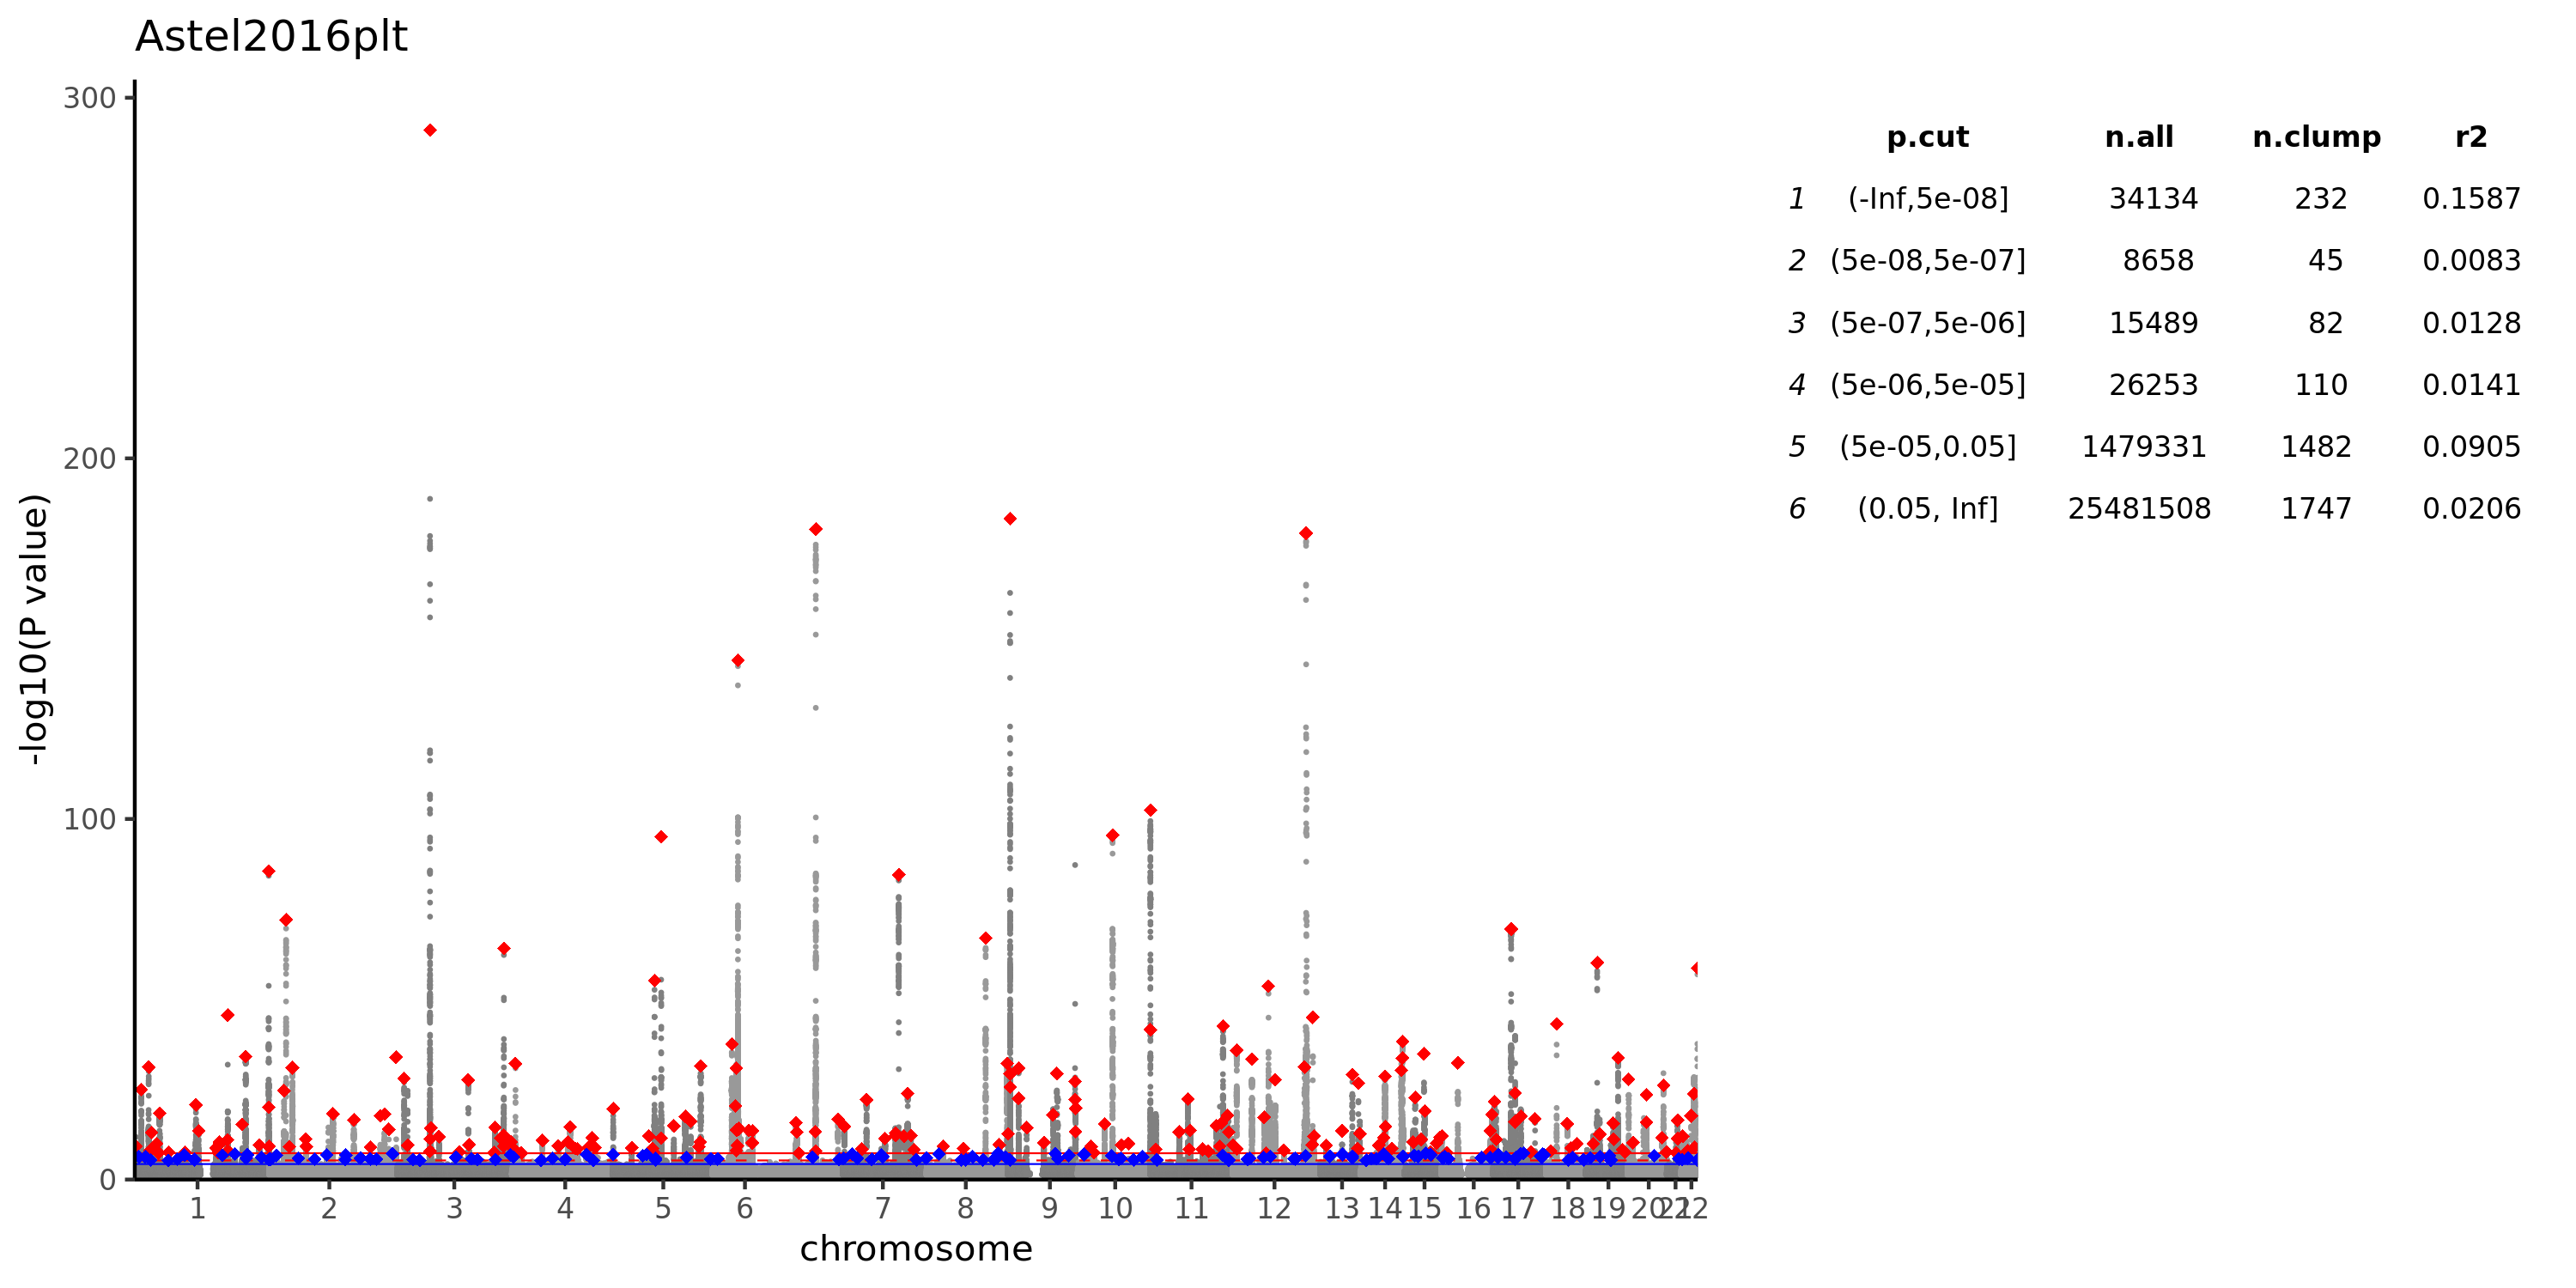 Astel2016plt
300
200
100
0
-log10(P value)
1 2 3 4 5 6 7 8 9 10 11 12 13 14 15 16 17 18 19 20 21 22
chromosome
p.cut n.all n.clump r2
1 (-Inf,5e-08] 34134 232 0.1587
2 (5e-08,5e-07] 8658 45 0.0083
3 (5e-07,5e-06] 15489 82 0.0128
4 (5e-06,5e-05] 26253 110 0.0141
5 (5e-05,0.05] 1479331 1482 0.0905
6 (0.05, Inf] 25481508 1747 0.0206